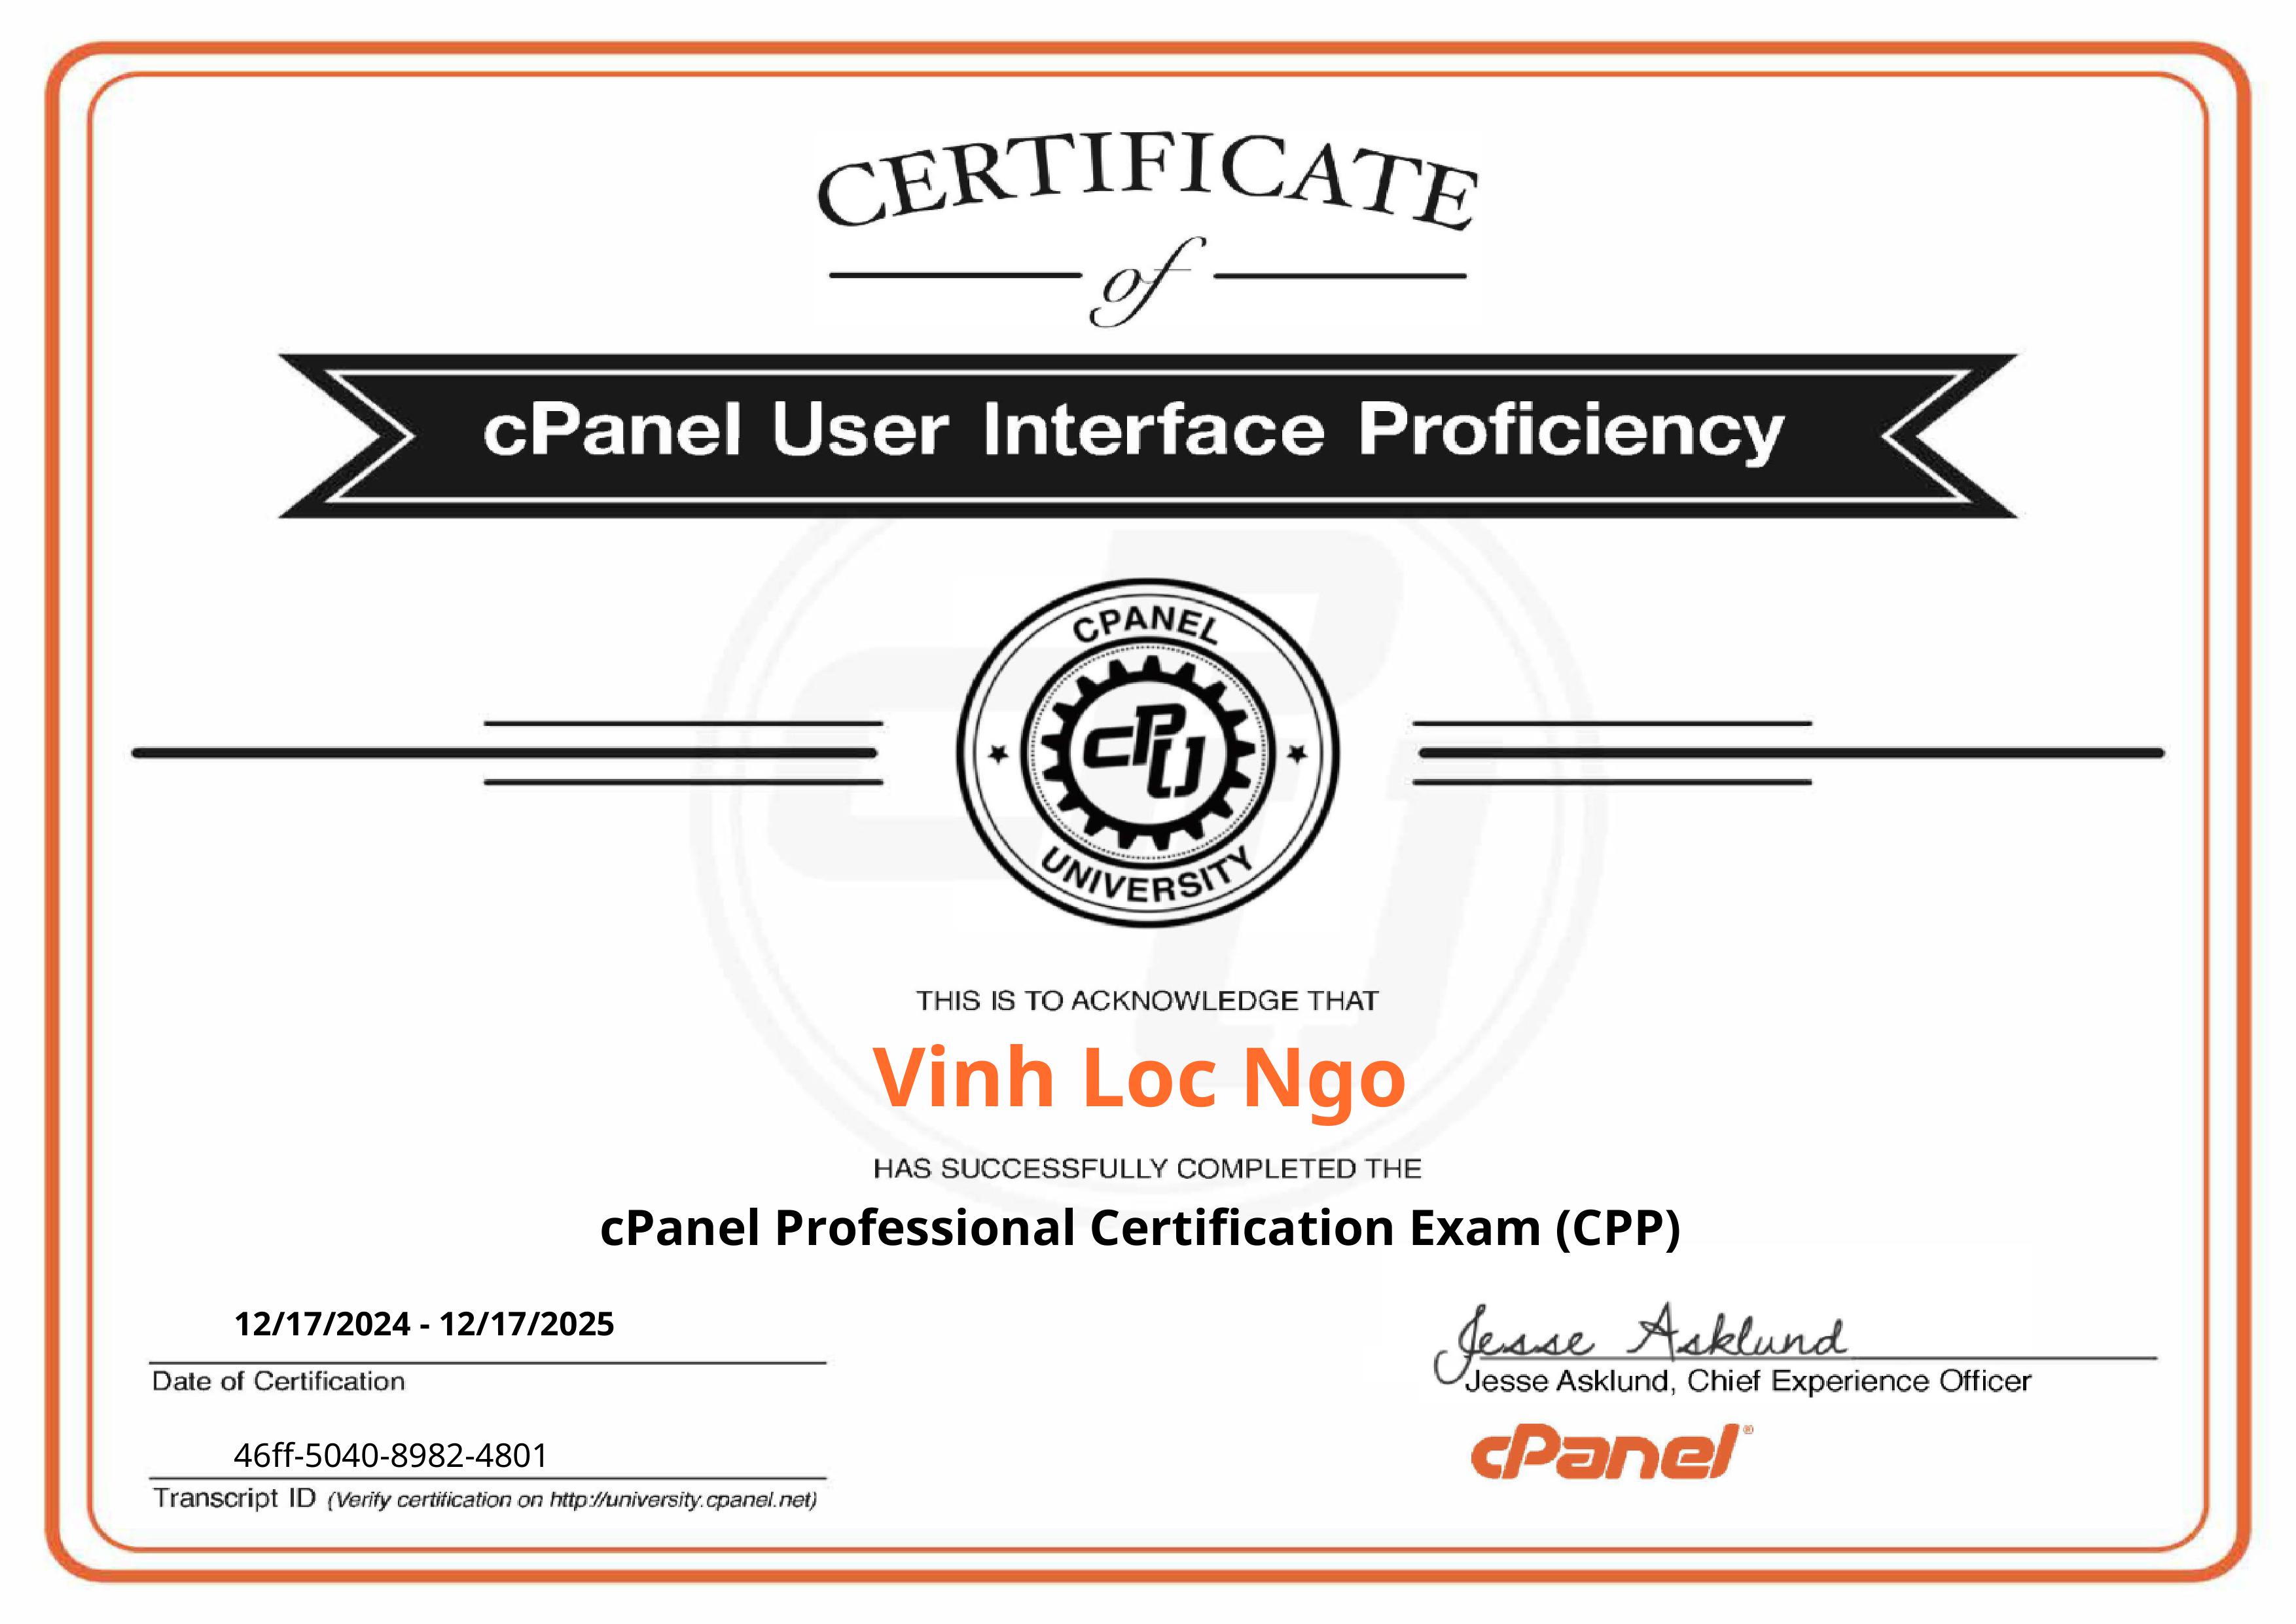 CERTIFICATE
of
cPanel User Interface Proficiency
CPANEL
cPU
UNIVERSITY
THIS IS TO ACKNOWLEDGE THAT
Vinh Loc Ngo
HAS SUCCESSFULLY COMPLETED THE
cPanel Professional Certification Exam (CPP)
12/17/2024 - 12/17/2025
Date of Certification
Jesse Asklund
Jesse Asklund, Chief Experience Officer
cPanel®
46ff-5040-8982-4801
Transcript ID (Verify certification on http://university.cpanel.net)